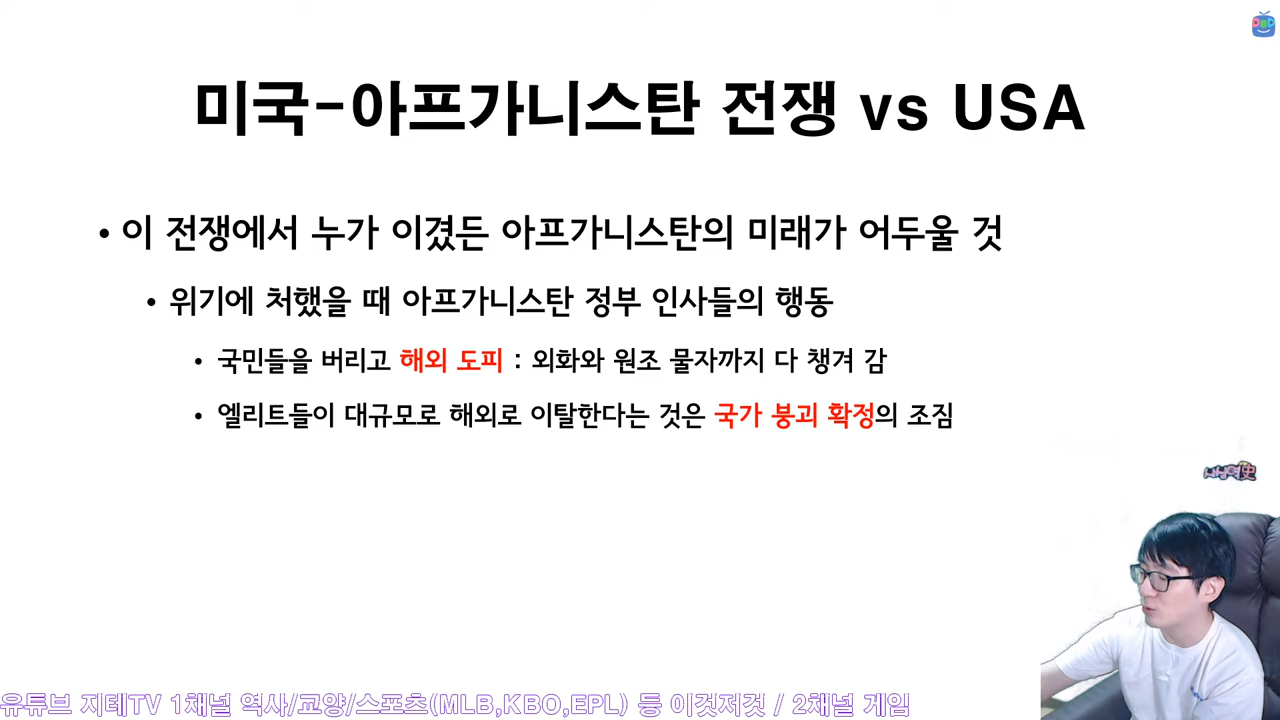 미국-아프가니스탄 전쟁 vs USA
• 이 전쟁에서 누가 이겼든 아프가니스탄의 미래가 어두울 것
• 위기에 처했을 때 아프가니스탄 정부 인사들의 행동
• 국민들을 버리고 해외 도피 : 외화와 원조 물자까지 다 챙겨 감
• 엘리트들이 대규모로 해외로 이탈한다는 것은 국가 붕괴 확정의 조짐
유튜브 지테TV 1채널 역사/교양/스포츠(MLB,KBO,EPL) 등 이것저것 / 2채널 게임